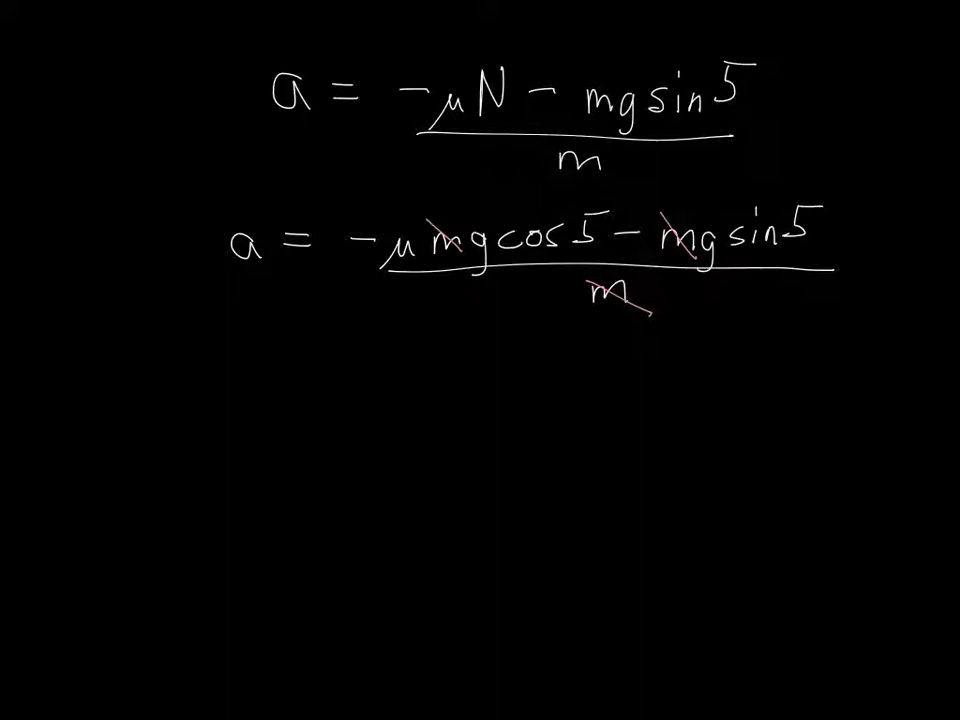 a = -μN - mg sin 5
m
a = -μmg cos 5 - mg sin 5
m